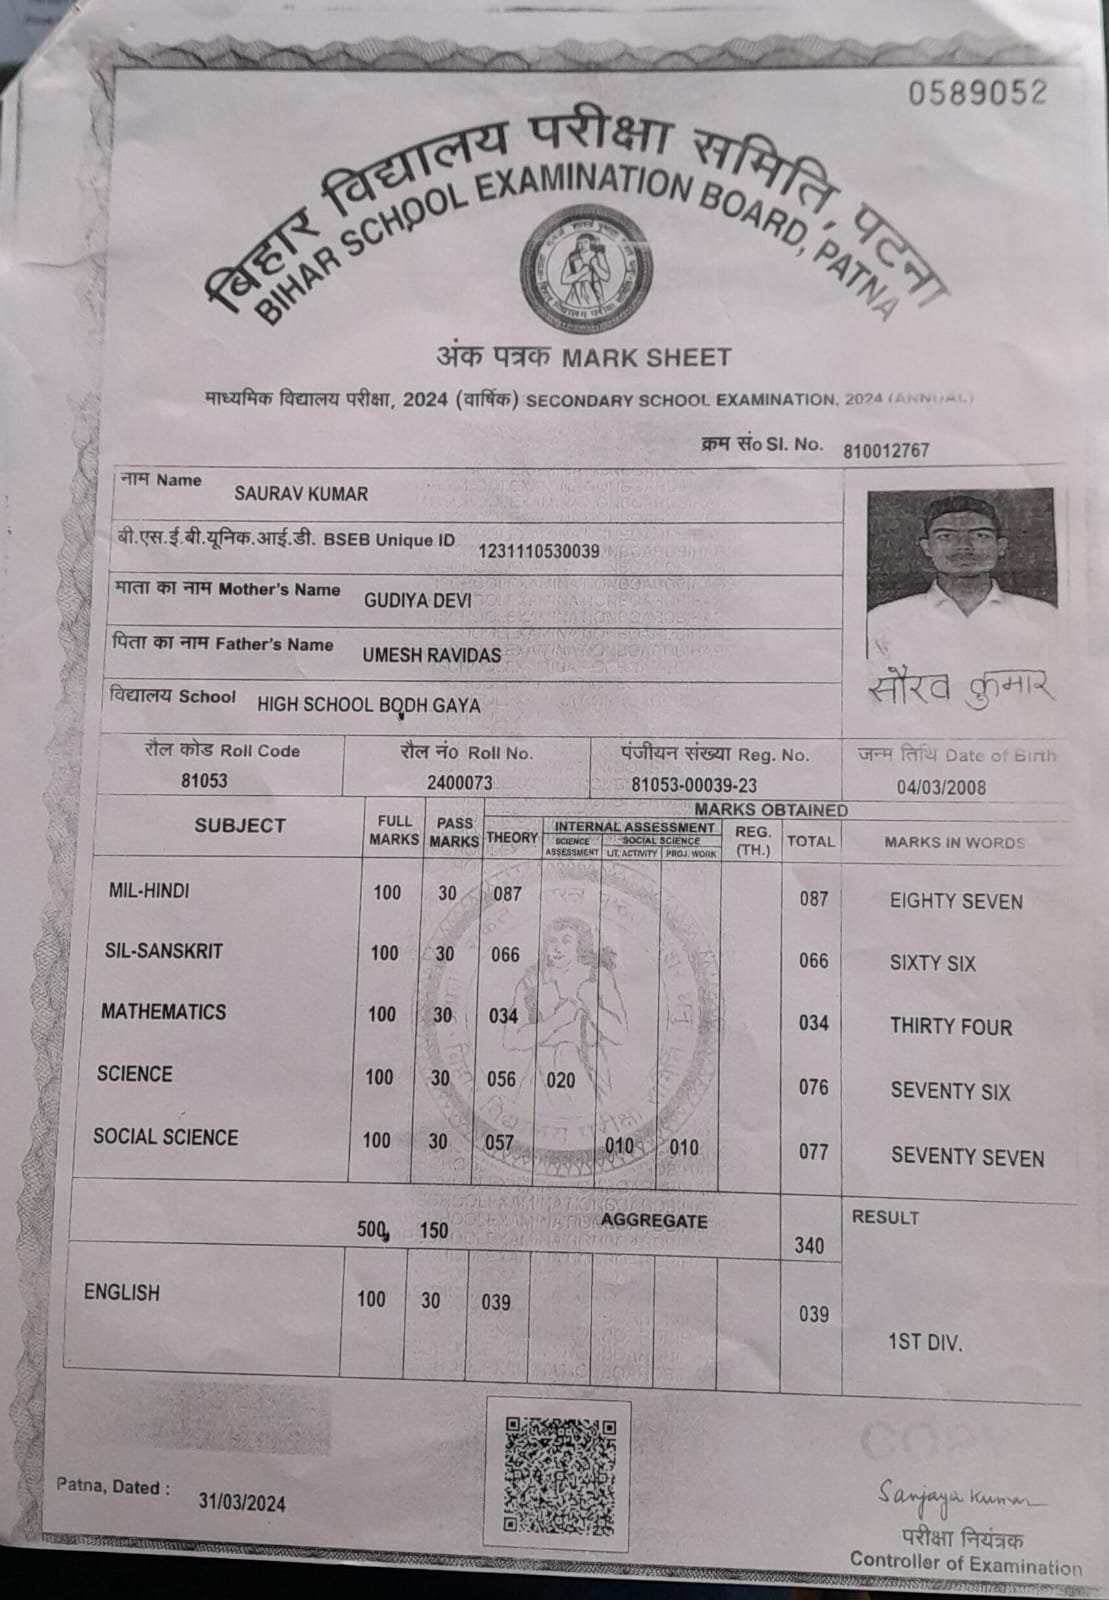 0589052
बिहार विद्यालय परीक्षा समिति, पटना
BIHAR SCHOOL EXAMINATION BOARD, PATNA
अंक पत्रक MARK SHEET
माध्यमिक विद्यालय परीक्षा, 2024 (वार्षिक) SECONDARY SCHOOL EXAMINATION, 2024 (ANNUAL)
क्रम सं० Sl. No. 810012767
नाम Name SAURAV KUMAR
बी.एस.ई.बी.यूनिक.आई.डी. BSEB Unique ID 1231110530039
माता का नाम Mother's Name GUDIYA DEVI
पिता का नाम Father's Name UMESH RAVIDAS
सौरव कुमार
विद्यालय School HIGH SCHOOL BODH GAYA
रौल कोड Roll Code रौल नं० Roll No. पंजीयन संख्या Reg. No. जन्म तिथि Date of Birth
81053 2400073 81053-00039-23 04/03/2008
MARKS OBTAINED
SUBJECT FULL MARKS PASS MARKS THEORY INTERNAL ASSESSMENT REG. (TH.) TOTAL MARKS IN WORDS
SCIENCE ASSESSMENT SOCIAL SCIENCE
LIT. ACTIVITY PROJ. WORK
MIL-HINDI 100 30 087 087 EIGHTY SEVEN
SIL-SANSKRIT 100 30 066 066 SIXTY SIX
MATHEMATICS 100 30 034 034 THIRTY FOUR
SCIENCE 100 30 056 020 076 SEVENTY SIX
SOCIAL SCIENCE 100 30 057 010 010 077 SEVENTY SEVEN
500 150 AGGREGATE 340 RESULT
ENGLISH 100 30 039 039
1ST DIV.
Patna, Dated : 31/03/2024
Sanjaya Kumar
परीक्षा नियंत्रक
Controller of Examination